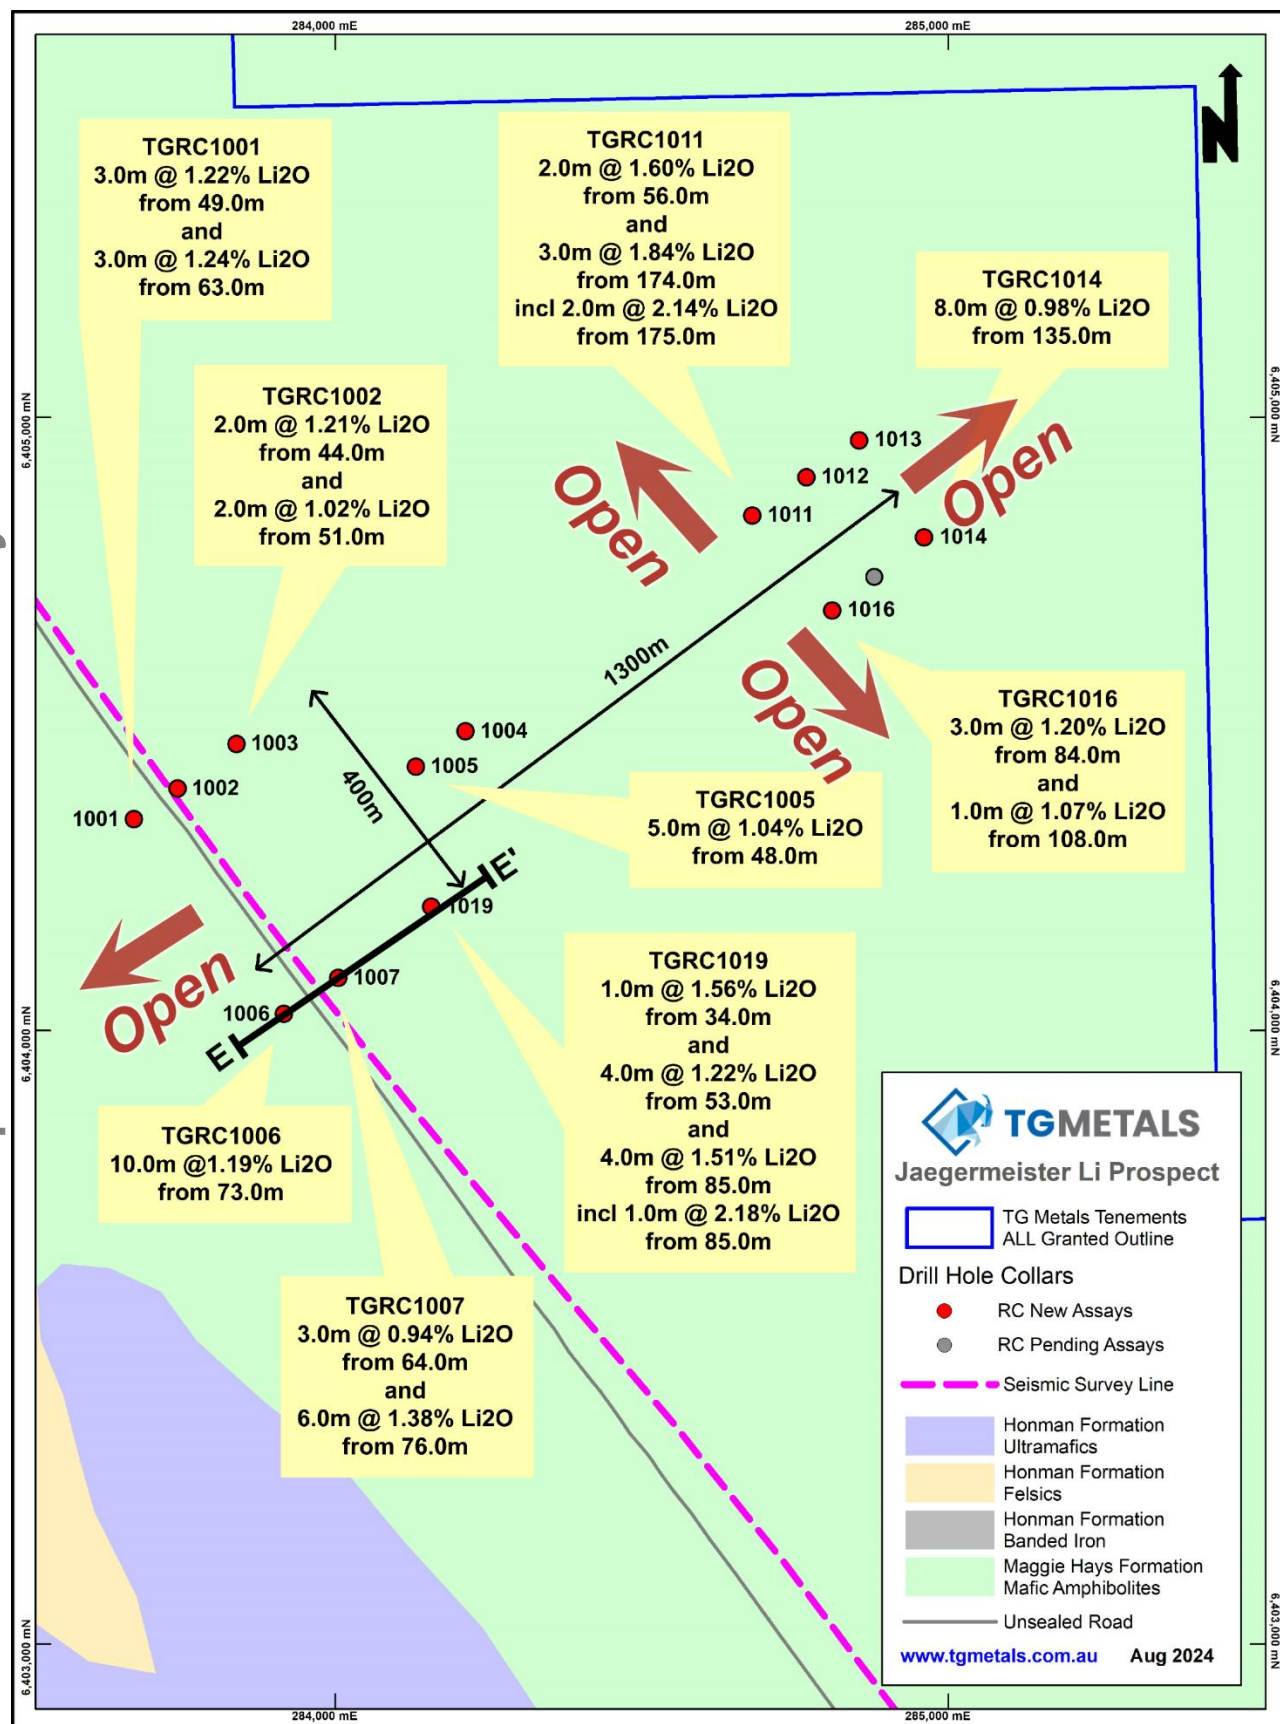 284,000 mE
285,000 mE
N
TGRC1001
3.0m @ 1.22% Li2O
from 49.0m
and
3.0m @ 1.24% Li2O
from 63.0m
TGRC1011
2.0m @ 1.60% Li2O
from 56.0m
and
3.0m @ 1.84% Li2O
from 174.0m
incl 2.0m @ 2.14% Li2O
from 175.0m
TGRC1014
8.0m @ 0.98% Li2O
from 135.0m
TGRC1002
2.0m @ 1.21% Li2O
from 44.0m
and
2.0m @ 1.02% Li2O
from 51.0m
6,405,000 mN
6,405,000 mN
1013
1012
1011
1014
1016
Open
Open
Open
1300m
400m
1003
1004
1002
1005
1001
TGRC1016
3.0m @ 1.20% Li2O
from 84.0m
and
1.0m @ 1.07% Li2O
from 108.0m
TGRC1005
5.0m @ 1.04% Li2O
from 48.0m
E'
1019
1007
1006
E
Open
6,404,000 mN
6,404,000 mN
TGRC1019
1.0m @ 1.56% Li2O
from 34.0m
and
4.0m @ 1.22% Li2O
from 53.0m
and
4.0m @ 1.51% Li2O
from 85.0m
incl 1.0m @ 2.18% Li2O
from 85.0m
TGRC1006
10.0m @1.19% Li2O
from 73.0m
TGRC1007
3.0m @ 0.94% Li2O
from 64.0m
and
6.0m @ 1.38% Li2O
from 76.0m
TGMETALS
Jaegermeister Li Prospect
TG Metals Tenements
ALL Granted Outline
Drill Hole Collars
RC New Assays
RC Pending Assays
Seismic Survey Line
Honman Formation
Ultramafics
Honman Formation
Felsics
Honman Formation
Banded Iron
Maggie Hays Formation
Mafic Amphibolites
Unsealed Road
www.tgmetals.com.au Aug 2024
6,403,000 mN
6,403,000 mN
284,000 mE
285,000 mE